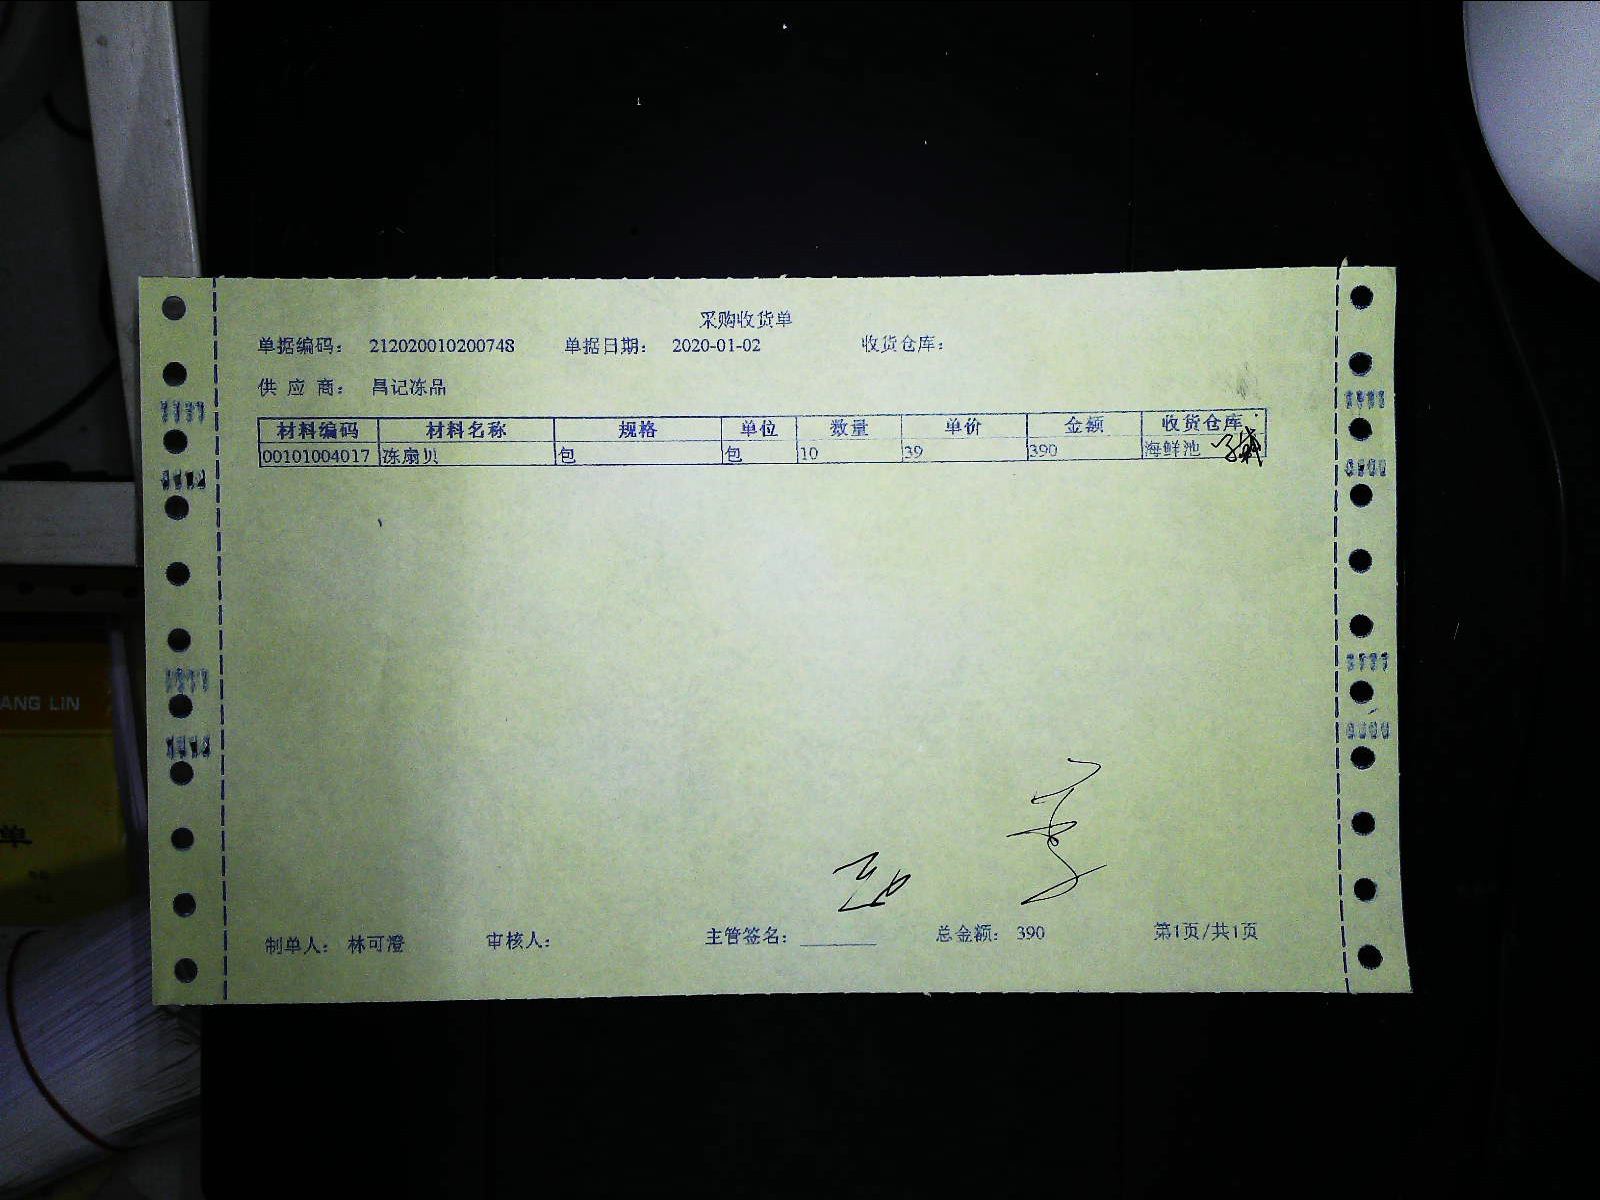 采购收货单
单据编码： 212020010200748 单据日期： 2020-01-02 收货仓库：
供 应 商： 昌记冻品
材料编码 材料名称 规格 单位 数量 单价 金额 收货仓库
00101004017 冻扇贝 包 包 10 39 390 海鲜池
制单人： 林可澄 审核人： 主管签名： 总金额： 390 第1页/共1页
ANG LIN
单